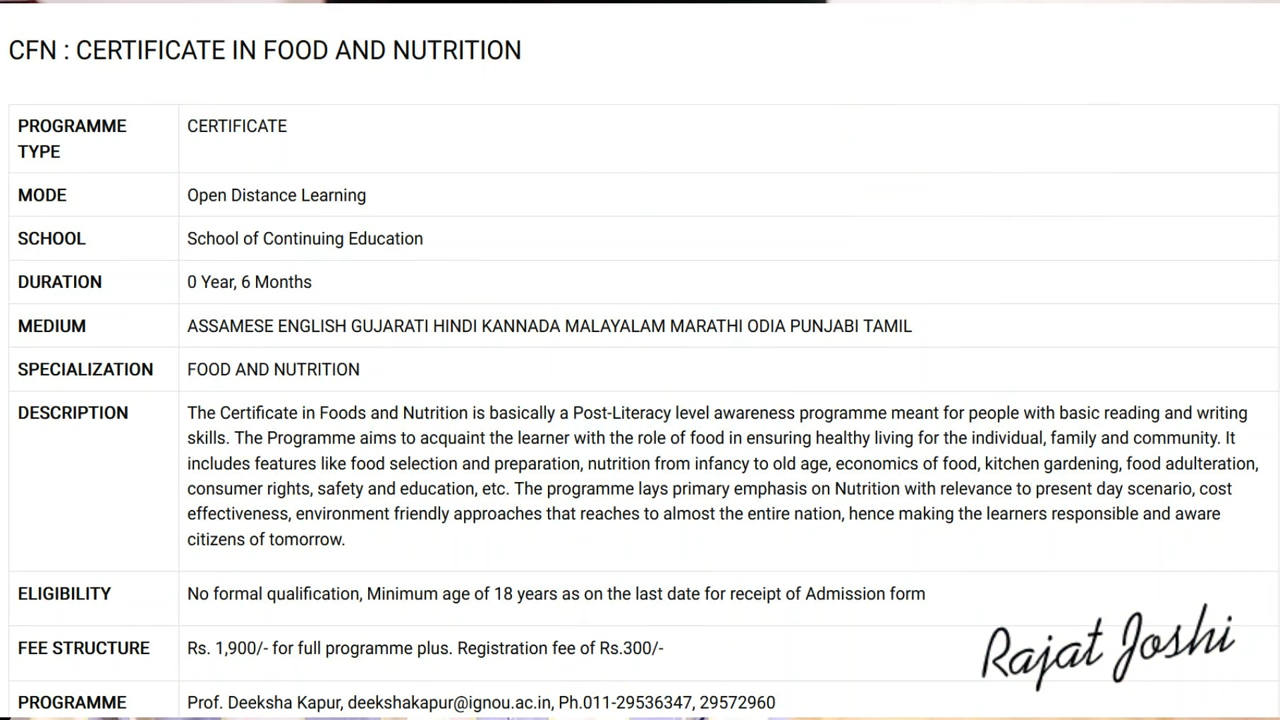 CFN : CERTIFICATE IN FOOD AND NUTRITION
PROGRAMME TYPE
CERTIFICATE
MODE
Open Distance Learning
SCHOOL
School of Continuing Education
DURATION
0 Year, 6 Months
MEDIUM
ASSAMESE ENGLISH GUJARATI HINDI KANNADA MALAYALAM MARATHI ODIA PUNJABI TAMIL
SPECIALIZATION
FOOD AND NUTRITION
DESCRIPTION
The Certificate in Foods and Nutrition is basically a Post-Literacy level awareness programme meant for people with basic reading and writing
skills. The Programme aims to acquaint the learner with the role of food in ensuring healthy living for the individual, family and community. It
includes features like food selection and preparation, nutrition from infancy to old age, economics of food, kitchen gardening, food adulteration,
consumer rights, safety and education, etc. The programme lays primary emphasis on Nutrition with relevance to present day scenario, cost
effectiveness, environment friendly approaches that reaches to almost the entire nation, hence making the learners responsible and aware
citizens of tomorrow.
ELIGIBILITY
No formal qualification, Minimum age of 18 years as on the last date for receipt of Admission form
FEE STRUCTURE
Rs. 1,900/- for full programme plus. Registration fee of Rs.300/-
Rajat Joshi
PROGRAMME
Prof. Deeksha Kapur, deekshakapur@ignou.ac.in, Ph.011-29536347, 29572960